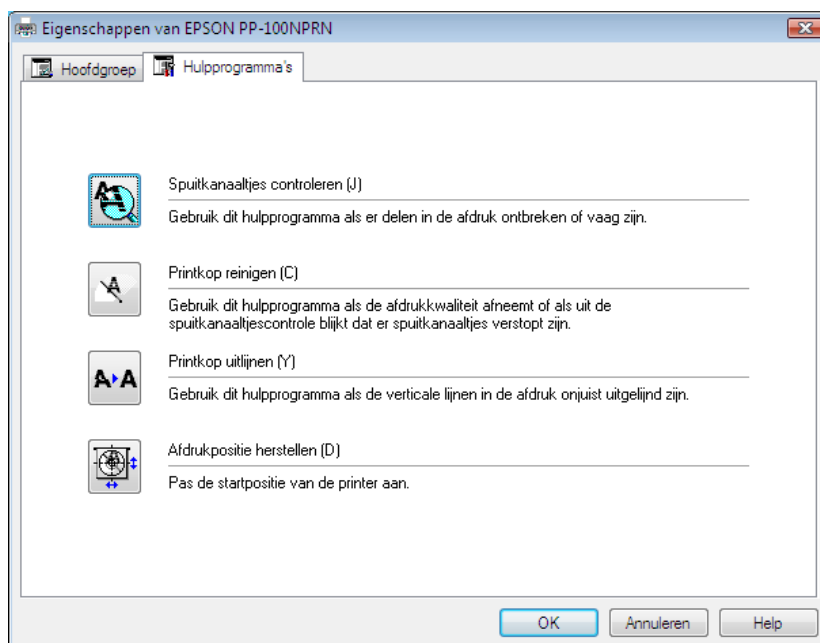 Eigenschappen van EPSON PP-100NPRN
Hoofdgroep
Hulpprogramma's
Spuitkanaaltjes controleren (J)
Gebruik dit hulpprogramma als er delen in de afdruk ontbreken of vaag zijn.
Printkop reinigen (C)
Gebruik dit hulpprogramma als de afdrukkwaliteit afneemt of als uit de
spuitkanaaltjescontrole blijkt dat er spuitkanaaltjes verstopt zijn.
Printkop uitlijnen (Y)
Gebruik dit hulpprogramma als de verticale lijnen in de afdruk onjuist uitgelijnd zijn.
Afdrukpositie herstellen (D)
Pas de startpositie van de printer aan.
OK
Annuleren
Help